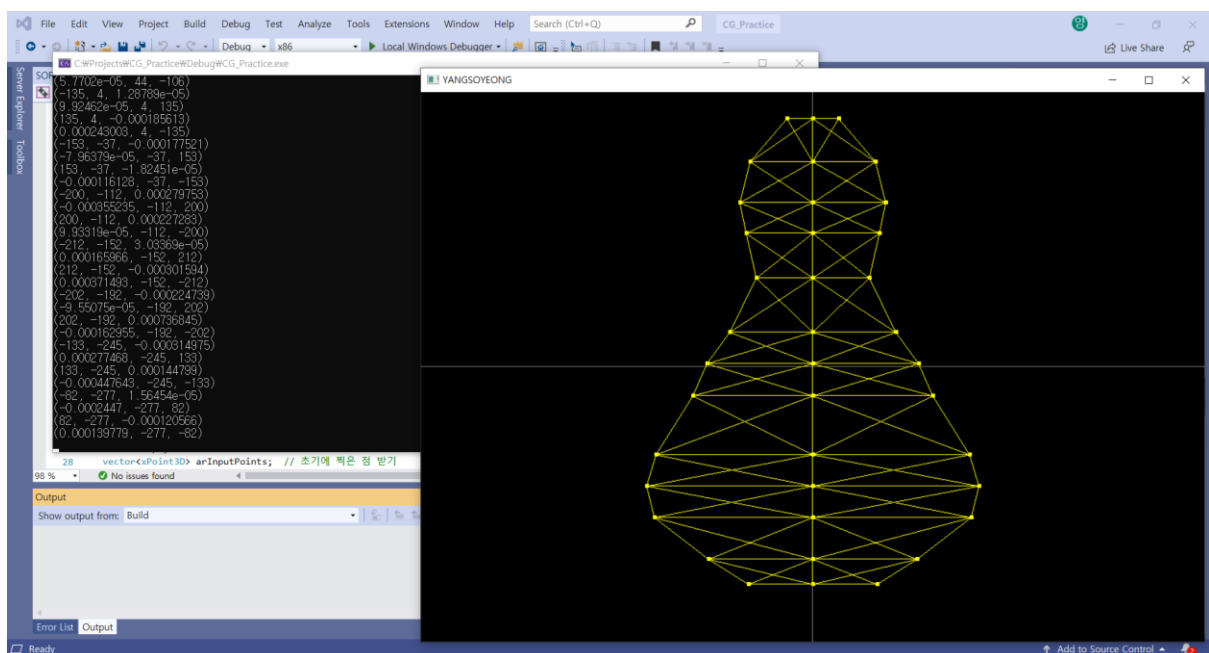 File Edit View Project Build Debug Test Analyze Tools Extensions Window Help Search (Ctrl+Q) CG_Practice 양
Debug x86 Local Windows Debugger Live Share
Server Explorer
Toolbox
C:₩Projects₩CG_Practice₩Debug₩CG_Practice.exe
(5.7702e-05, 44, -106)
(-135, 4, 1.28789e-05)
(9.92462e-05, 4, 135)
(135, 4, -0.000185613)
(0.000243003, 4, -135)
(-153, -37, -0.000177521)
(-7.96379e-05, -37, 153)
(153, -37, -1.82451e-05)
(-0.000116128, -37, -153)
(-200, -112, 0.000279753)
(-0.000355235, -112, 200)
(200, -112, 0.000227283)
(9.93319e-05, -112, -200)
(-212, -152, 3.03369e-05)
(0.000165966, -152, 212)
(212, -152, -0.000301594)
(0.000371493, -152, -212)
(-202, -192, -0.000224739)
(-9.55075e-05, -192, 202)
(202, -192, 0.000736845)
(-0.000162955, -192, -202)
(-133, -245, -0.000314975)
(0.000277468, -245, 133)
(133, -245, 0.000144799)
(-0.000447643, -245, -133)
(-82, -277, 1.56454e-05)
(-0.0002447, -277, 82)
(82, -277, -0.000120566)
(0.000139779, -277, -82)
YANGSOYEONG
28 vector<xPoint3D> arInputPoints; // 초기에 찍은 점 받기
98 % No issues found
Output
Show output from: Build
Error List Output
Ready Add to Source Control 2